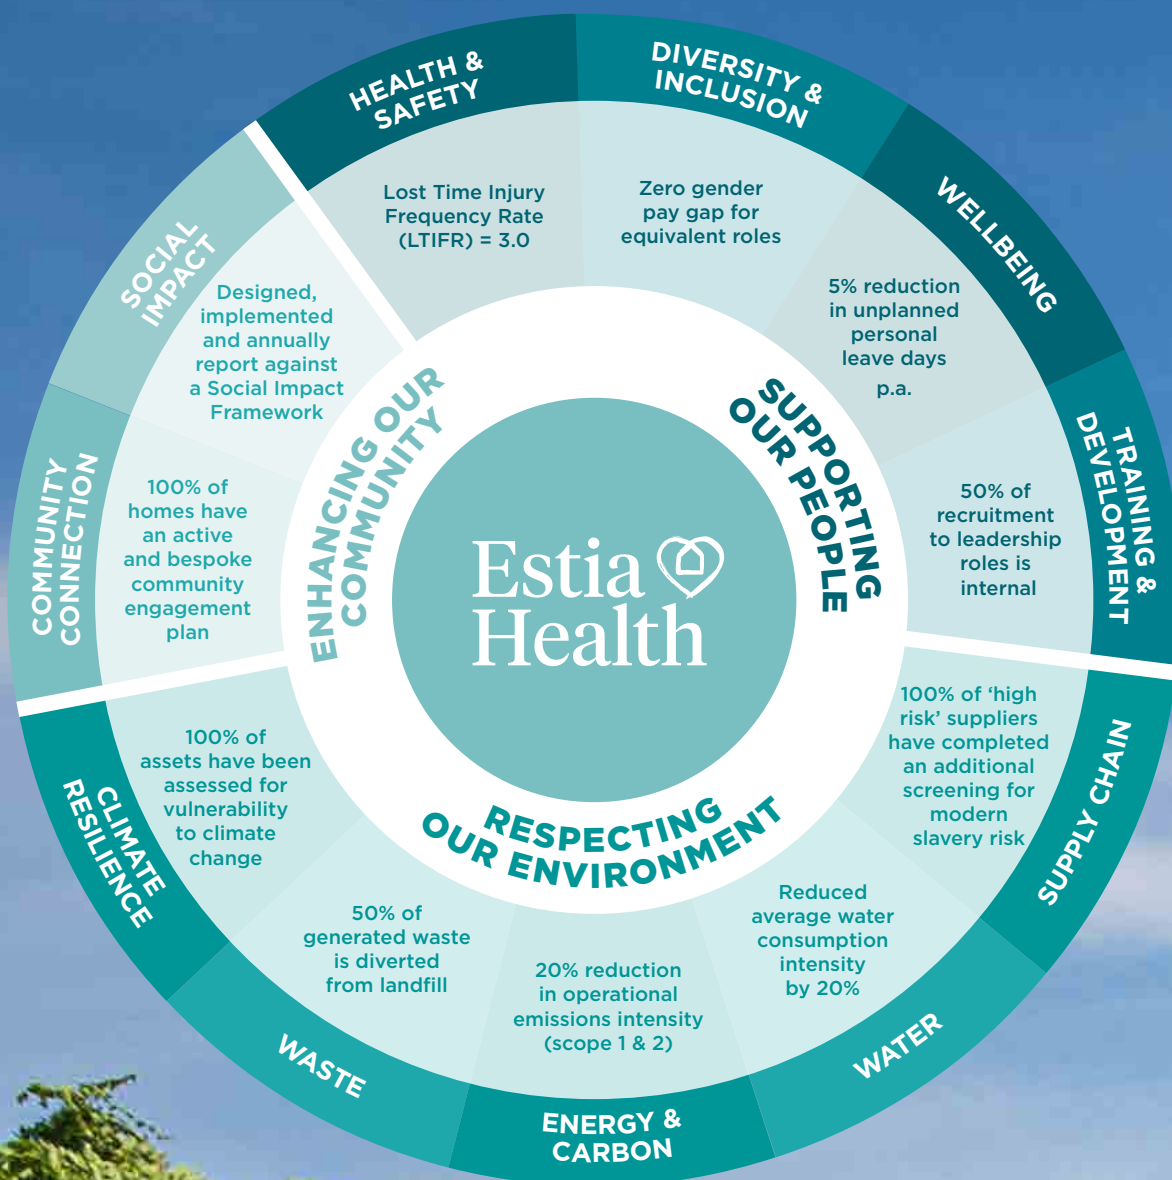 HEALTH &
SAFETY
Lost Time Injury
Frequency Rate
(LTIFR) = 3.0
DIVERSITY &
INCLUSION
Zero gender
pay gap for
equivalent roles
WELLBEING
5% reduction
in unplanned
personal
leave days
p.a.
TRAINING &
DEVELOPMENT
50% of
recruitment
to leadership
roles is
internal
SUPPLY CHAIN
100% of ‘high
risk’ suppliers
have completed
an additional
screening for
modern
slavery risk
WATER
Reduced
average water
consumption
intensity
by 20%
ENERGY &
CARBON
20% reduction
in operational
emissions intensity
(scope 1 & 2)
WASTE
50% of
generated waste
is diverted
from landfill
CLIMATE
RESILIENCE
100% of
assets have been
assessed for
vulnerability
to climate
change
COMMUNITY
CONNECTION
100% of
homes have
an active
and bespoke
community
engagement
plan
SOCIAL
IMPACT
Designed,
implemented
and annually
report against
a Social Impact
Framework
SUPPORTING
OUR PEOPLE
RESPECTING
OUR ENVIRONMENT
ENHANCING OUR
COMMUNITY
Estia
Health